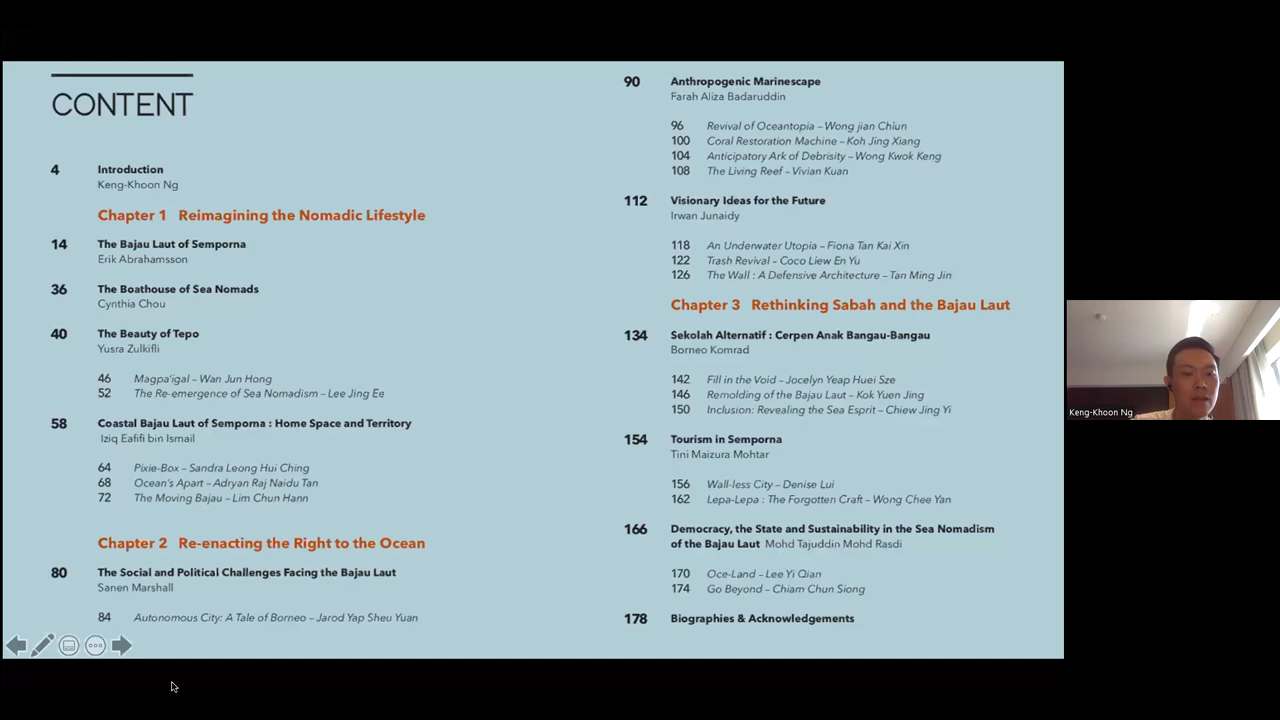 CONTENT
4 Introduction
Keng-Khoon Ng
Chapter 1 Reimagining the Nomadic Lifestyle
14 The Bajau Laut of Semporna
Erik Abrahamsson
36 The Boathouse of Sea Nomads
Cynthia Chou
40 The Beauty of Tepo
Yusra Zulkifli
46 Magpa'igal – Wan Jun Hong
52 The Re-emergence of Sea Nomadism – Lee Jing Ee
58 Coastal Bajau Laut of Semporna : Home Space and Territory
Iziq Eafifi bin Ismail
64 Pixie-Box – Sandra Leong Hui Ching
68 Ocean's Apart – Adryan Raj Naidu Tan
72 The Moving Bajau – Lim Chun Hann
Chapter 2 Re-enacting the Right to the Ocean
80 The Social and Political Challenges Facing the Bajau Laut
Sanen Marshall
84 Autonomous City: A Tale of Borneo – Jarod Yap Sheu Yuan
90 Anthropogenic Marinescape
Farah Aliza Badaruddin
96 Revival of Oceantopia – Wong jian Chiun
100 Coral Restoration Machine – Koh Jing Xiang
104 Anticipatory Ark of Debrisity – Wong Kwok Keng
108 The Living Reef – Vivian Kuan
112 Visionary Ideas for the Future
Irwan Junaidy
118 An Underwater Utopia – Fiona Tan Kai Xin
122 Trash Revival – Coco Liew En Yu
126 The Wall : A Defensive Architecture – Tan Ming Jin
Chapter 3 Rethinking Sabah and the Bajau Laut
134 Sekolah Alternatif : Cerpen Anak Bangau-Bangau
Borneo Komrad
142 Fill in the Void – Jocelyn Yeap Huei Sze
146 Remolding of the Bajau Laut – Kok Yuen Jing
150 Inclusion: Revealing the Sea Esprit – Chiew Jing Yi
154 Tourism in Semporna
Tini Maizura Mohtar
156 Wall-less City – Denise Lui
162 Lepa-Lepa : The Forgotten Craft – Wong Chee Yan
166 Democracy, the State and Sustainability in the Sea Nomadism
of the Bajau Laut Mohd Tajuddin Mohd Rasdi
170 Oce-Land – Lee Yi Qian
174 Go Beyond – Chiam Chun Siong
178 Biographies & Acknowledgements
Keng-Khoon Ng